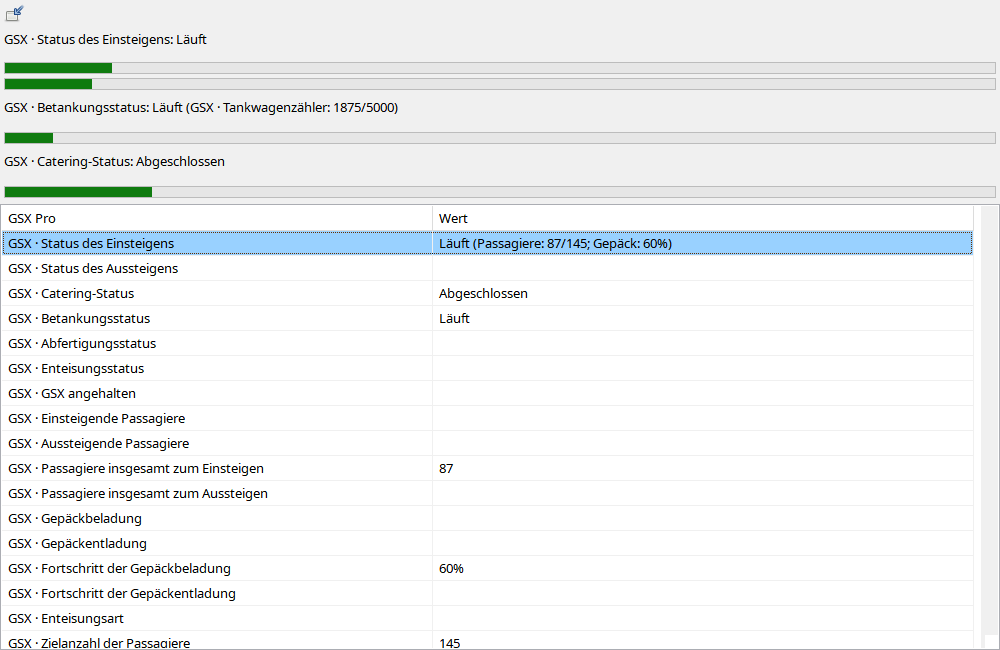 GSX · Status des Einsteigens: Läuft
GSX · Betankungsstatus: Läuft (GSX · Tankwagenzähler: 1875/5000)
GSX · Catering-Status: Abgeschlossen
GSX Pro Wert
GSX · Status des Einsteigens Läuft (Passagiere: 87/145; Gepäck: 60%)
GSX · Status des Aussteigens
GSX · Catering-Status Abgeschlossen
GSX · Betankungsstatus Läuft
GSX · Abfertigungsstatus
GSX · Enteisungsstatus
GSX · GSX angehalten
GSX · Einsteigende Passagiere
GSX · Aussteigende Passagiere
GSX · Passagiere insgesamt zum Einsteigen 87
GSX · Passagiere insgesamt zum Aussteigen
GSX · Gepäckbeladung
GSX · Gepäckentladung
GSX · Fortschritt der Gepäckbeladung 60%
GSX · Fortschritt der Gepäckentladung
GSX · Enteisungsart
GSX · Zielanzahl der Passagiere 145